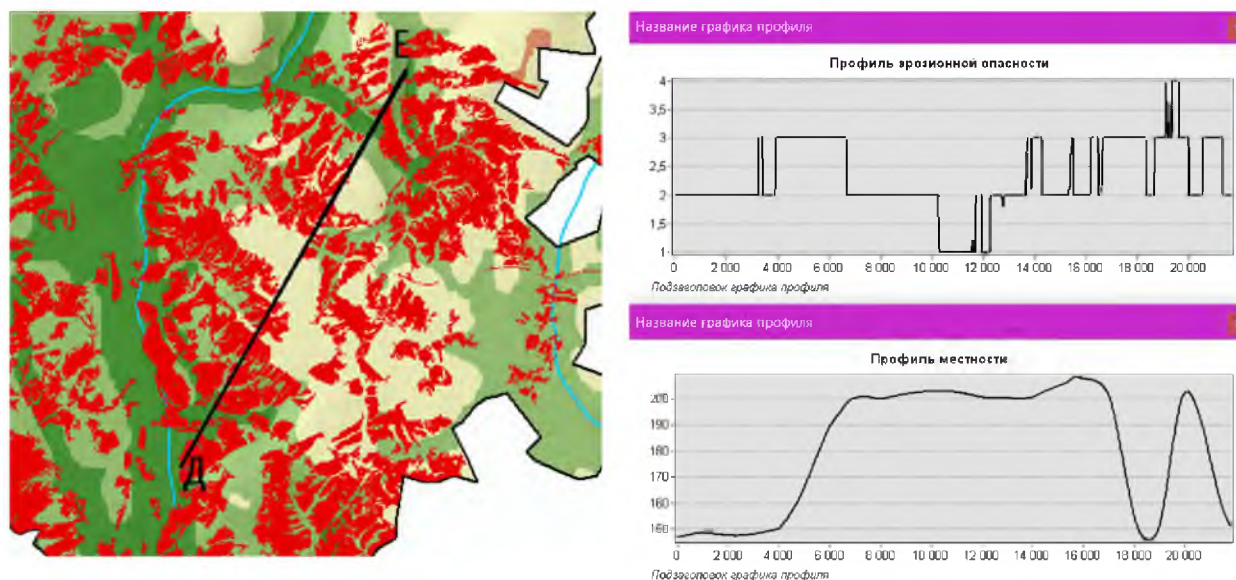 Е
Д
Название графика профиля
Профиль эрозионной опасности
4
3,5
3
2,5
2
1,5
1
0 2 000 4 000 6 000 8 000 10 000 12 000 14 000 16 000 18 000 20 000
Подзаголовок графика профиля
Название графика профиля
Профиль местности
200
190
180
170
160
150
0 2 000 4 000 6 000 8 000 10 000 12 000 14 000 16 000 18 000 20 000
Подзаголовок графика профиля